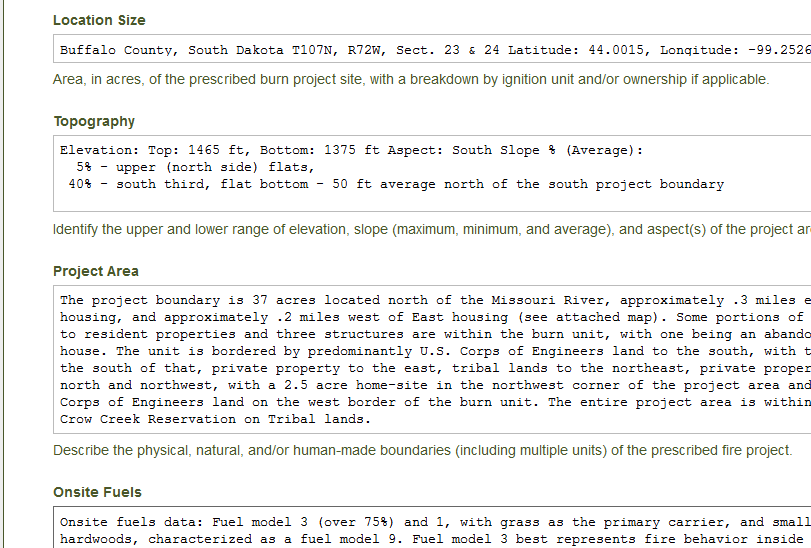 Location Size
Buffalo County, South Dakota T107N, R72W, Sect. 23 & 24 Latitude: 44.0015, Longitude: -99.2526
Area, in acres, of the prescribed burn project site, with a breakdown by ignition unit and/or ownership if applicable.
Topography
Elevation: Top: 1465 ft, Bottom: 1375 ft Aspect: South Slope % (Average):
5% - upper (north side) flats,
40% - south third, flat bottom - 50 ft average north of the south project boundary
Identify the upper and lower range of elevation, slope (maximum, minimum, and average), and aspect(s) of the project
Project Area
The project boundary is 37 acres located north of the Missouri River, approximately .3 miles
housing, and approximately .2 miles west of East housing (see attached map). Some portions of
to resident properties and three structures are within the burn unit, with one being an
house. The unit is bordered by predominantly U.S. Corps of Engineers land to the south, with
the south of that, private property to the east, tribal lands to the northeast, private
north and northwest, with a 2.5 acre home-site in the northwest corner of the project area and
Corps of Engineers land on the west border of the burn unit. The entire project area is within
Crow Creek Reservation on Tribal lands.
Describe the physical, natural, and/or human-made boundaries (including multiple units) of the prescribed fire project.
Onsite Fuels
Onsite fuels data: Fuel model 3 (over 75%) and 1, with grass as the primary carrier, and small
hardwoods, characterized as a fuel model 9. Fuel model 3 best represents fire behavior inside